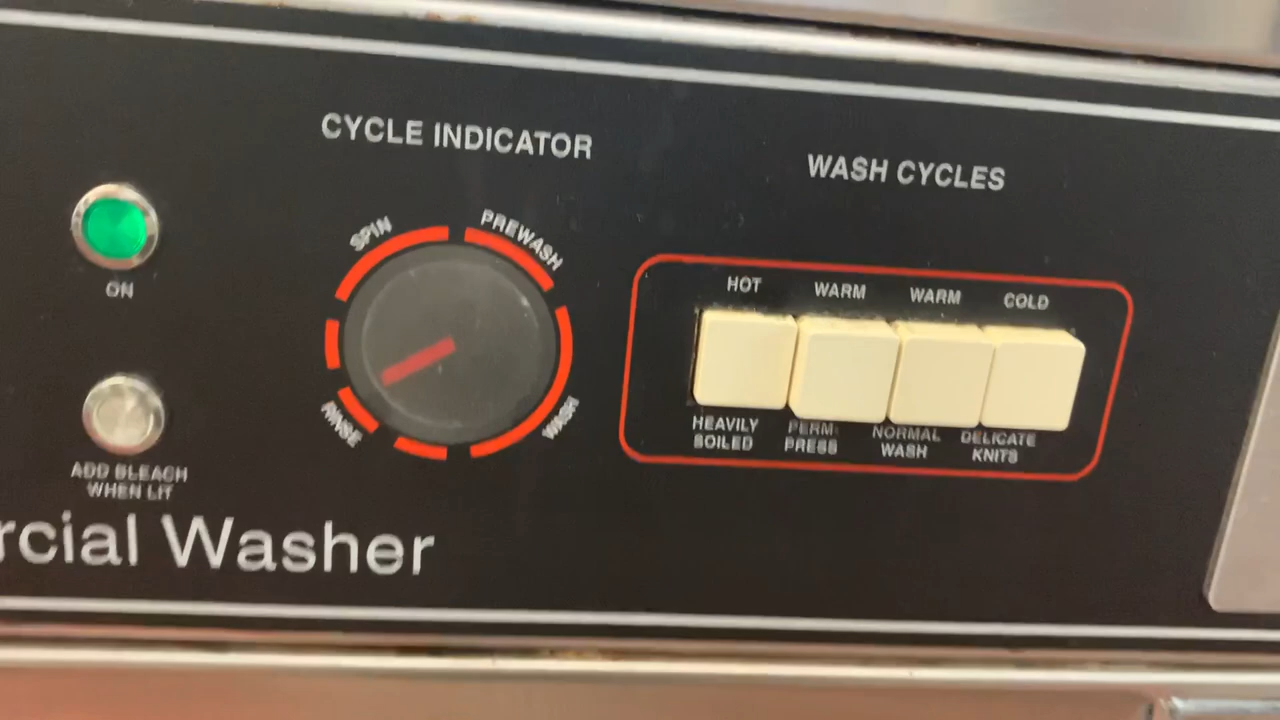 CYCLE INDICATOR
WASH CYCLES
SPIN
PREWASH
ON
HOT
WARM
WARM
COLD
RINSE
WASH
HEAVILY
SOILED
PERM-
PRESS
NORMAL
WASH
DELICATE
KNITS
ADD BLEACH
WHEN LIT
rcial Washer